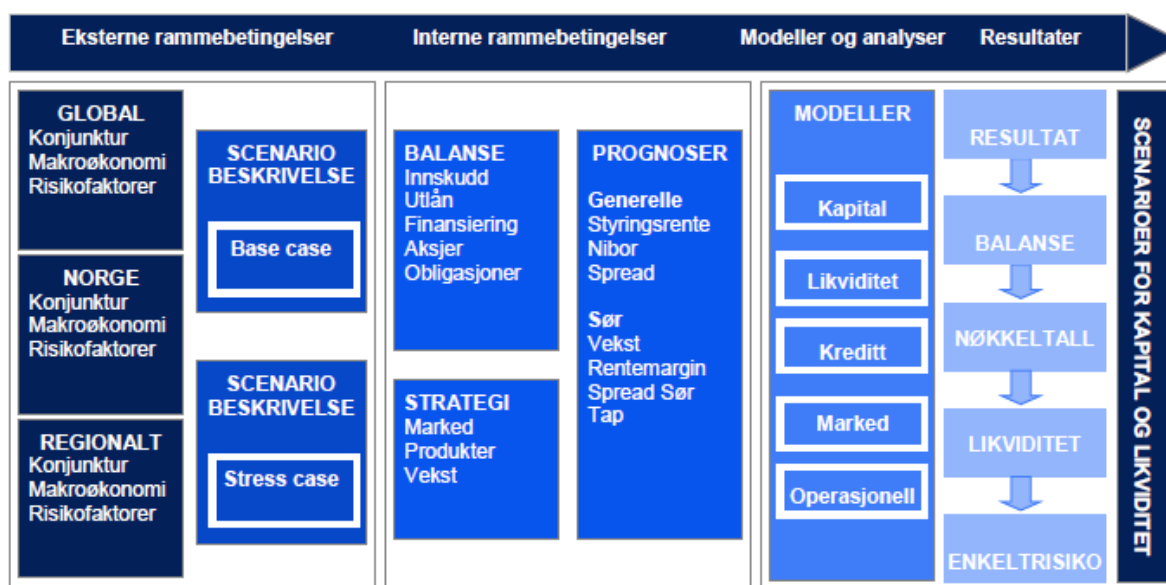 Eksterne rammebetingelser
Interne rammebetingelser
Modeller og analyser
Resultater
GLOBAL
Konjunktur
Makroøkonomi
Risikofaktorer
NORGE
Konjunktur
Makroøkonomi
Risikofaktorer
REGIONALT
Konjunktur
Makroøkonomi
Risikofaktorer
SCENARIO
BESKRIVELSE
Base case
SCENARIO
BESKRIVELSE
Stress case
BALANSE
Innskudd
Utlån
Finansiering
Aksjer
Obligasjoner
STRATEGI
Marked
Produkter
Vekst
PROGNOSER
Generelle
Styringsrente
Nibor
Spread
Sør
Vekst
Rentemargin
Spread Sør
Tap
MODELLER
Kapital
Likviditet
Kreditt
Marked
Operasjonell
RESULTAT
BALANSE
NØKKELTALL
LIKVIDITET
ENKELTRISIKO
SCENARIOER FOR KAPITAL OG LIKVIDITET